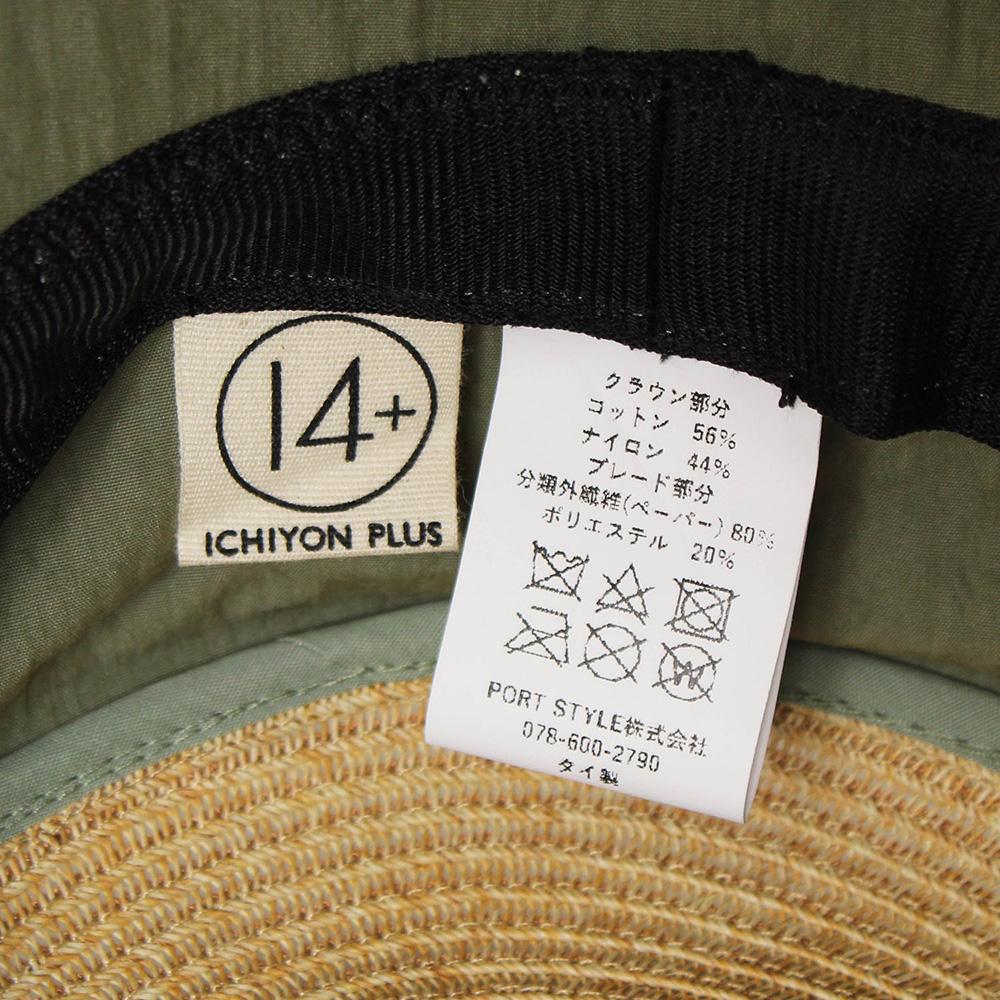 14+
ICHIYON PLUS
クラウン部分
コットン 56%
ナイロン 44%
ブレード部分
分類外繊維(ペーパー) 80%
ポリエステル 20%
W
PORT STYLE株式会社
078-600-2790
タイ製